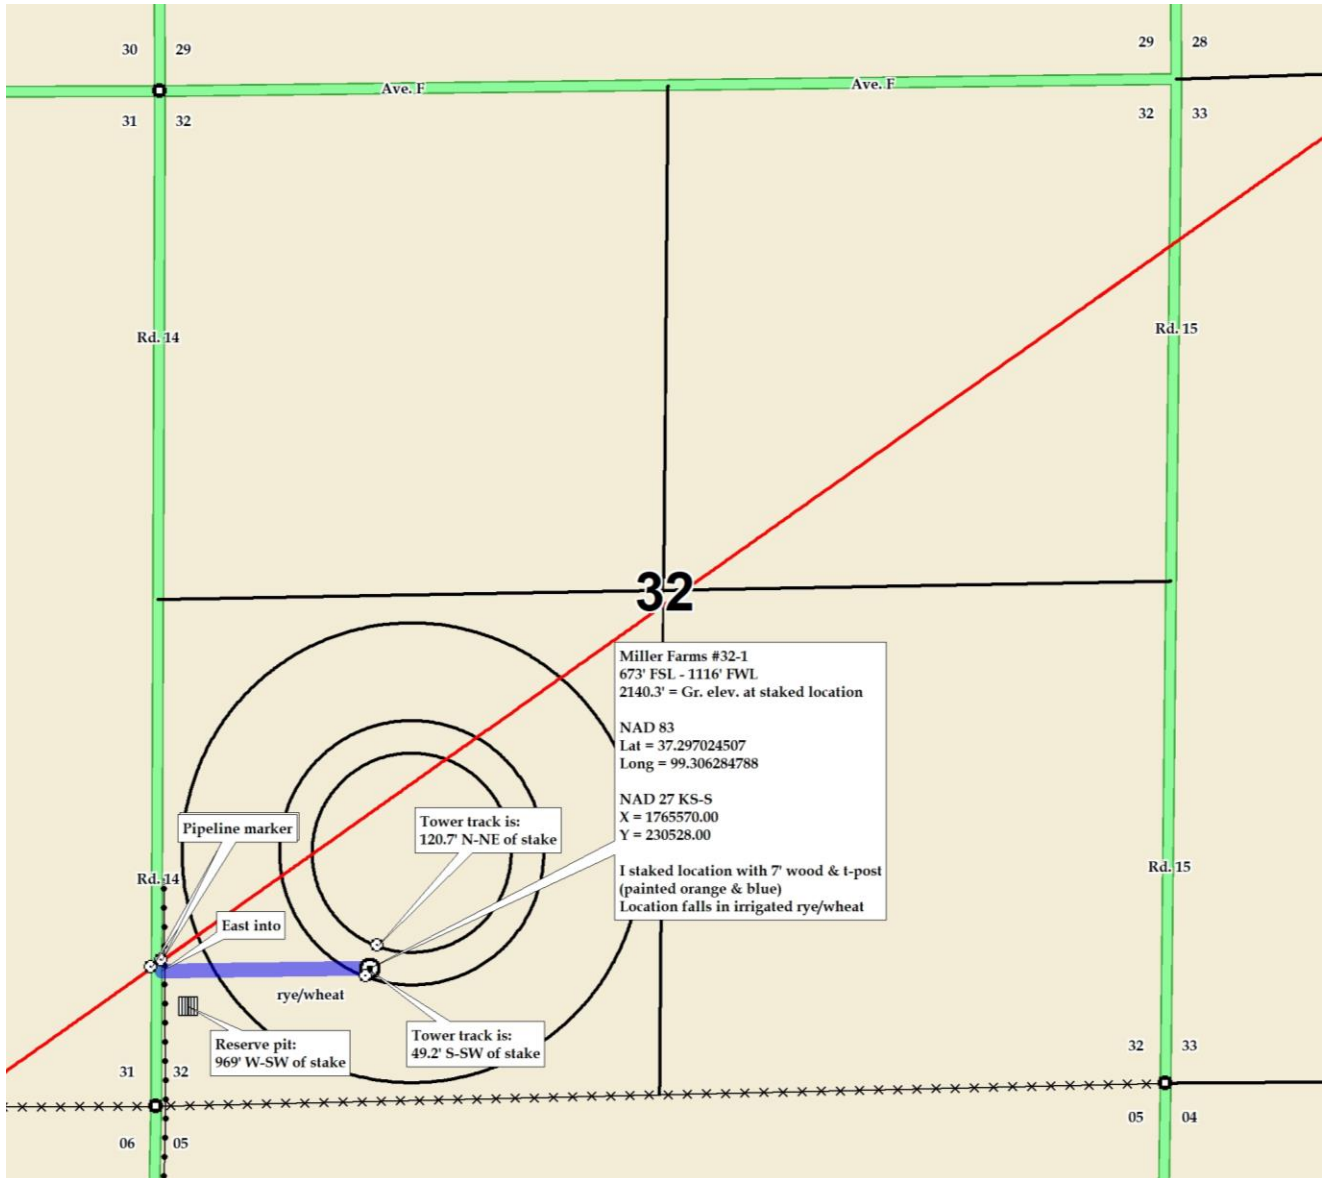 30 29
29 28
Ave. F
Ave. F
31 32
32 33
Rd. 14
Rd. 15
32
Miller Farms #32-1
673' FSL - 1116' FWL
2140.3' = Gr. elev. at staked location
NAD 83
Lat = 37.297024507
Long = 99.306284788
NAD 27 KS-S
X = 1765570.00
Y = 230528.00
I staked location with 7' wood & t-post
(painted orange & blue)
Location falls in irrigated rye/wheat
Tower track is:
120.7' N-NE of stake
Pipeline marker
Rd. 14
Rd. 15
East into
rye/wheat
Tower track is:
49.2' S-SW of stake
Reserve pit:
969' W-SW of stake
31 32
32 33
06 05
05 04